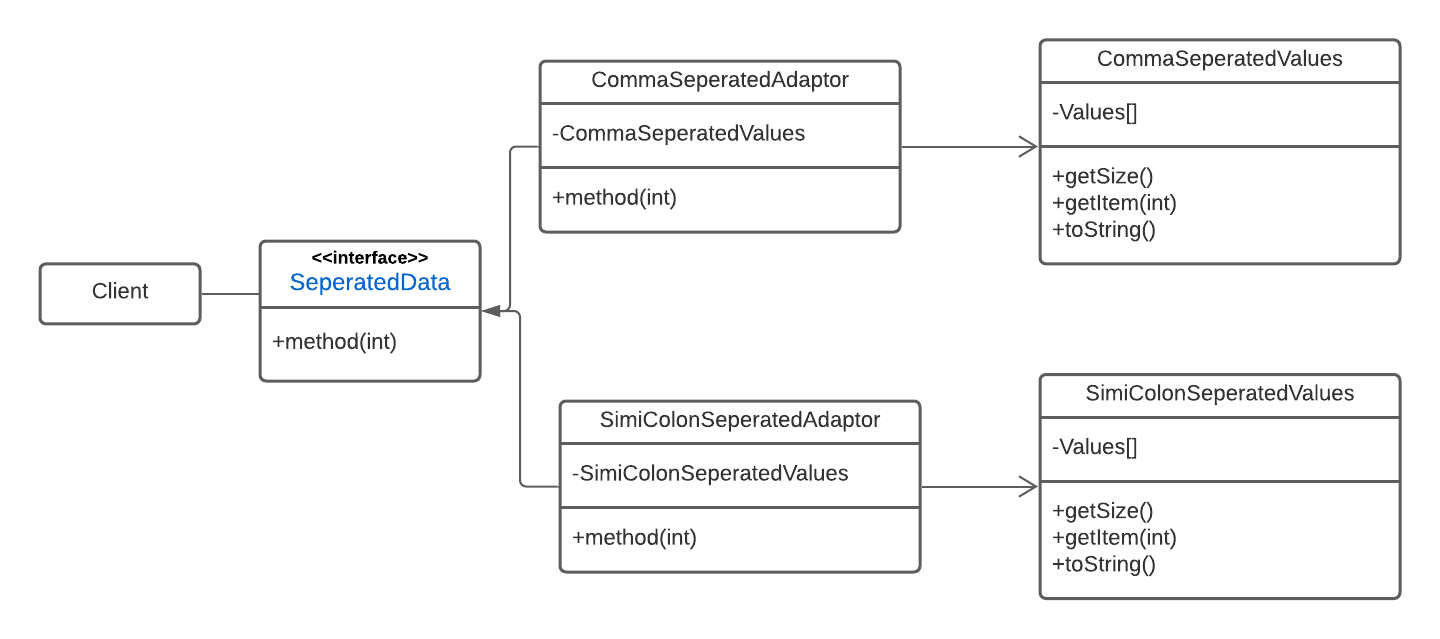 Client
<<interface>>
SeperatedData
+method(int)
CommaSeperatedAdaptor
-CommaSeperatedValues
+method(int)
CommaSeperatedValues
-Values[]
+getSize()
+getItem(int)
+toString()
SimiColonSeperatedAdaptor
-SimiColonSeperatedValues
+method(int)
SimiColonSeperatedValues
-Values[]
+getSize()
+getItem(int)
+toString()